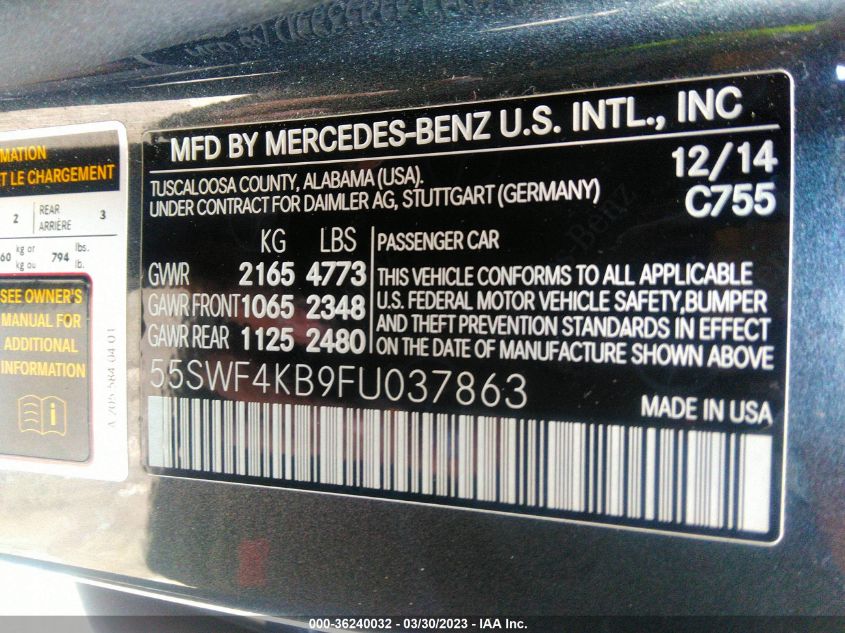 MATION
T LE CHARGEMENT
2 REAR ARRIÈRE 3
60 kg or kg ou 794 lbs. lb.
SEE OWNER'S
MANUAL FOR
ADDITIONAL
INFORMATION
A 205 584 04 01
MFD BY MERCEDES-BENZ U.S. INTL., INC
TUSCALOOSA COUNTY, ALABAMA (USA). 12/14
UNDER CONTRACT FOR DAIMLER AG, STUTTGART (GERMANY) C755
KG LBS PASSENGER CAR
GVWR 2165 4773
GAWR FRONT 1065 2348
GAWR REAR 1125 2480
THIS VEHICLE CONFORMS TO ALL APPLICABLE
U.S. FEDERAL MOTOR VEHICLE SAFETY, BUMPER
AND THEFT PREVENTION STANDARDS IN EFFECT
ON THE DATE OF MANUFACTURE SHOWN ABOVE
55SWF4KB9FU037863
MADE IN USA
000-36240032 - 03/30/2023 - IAA Inc.